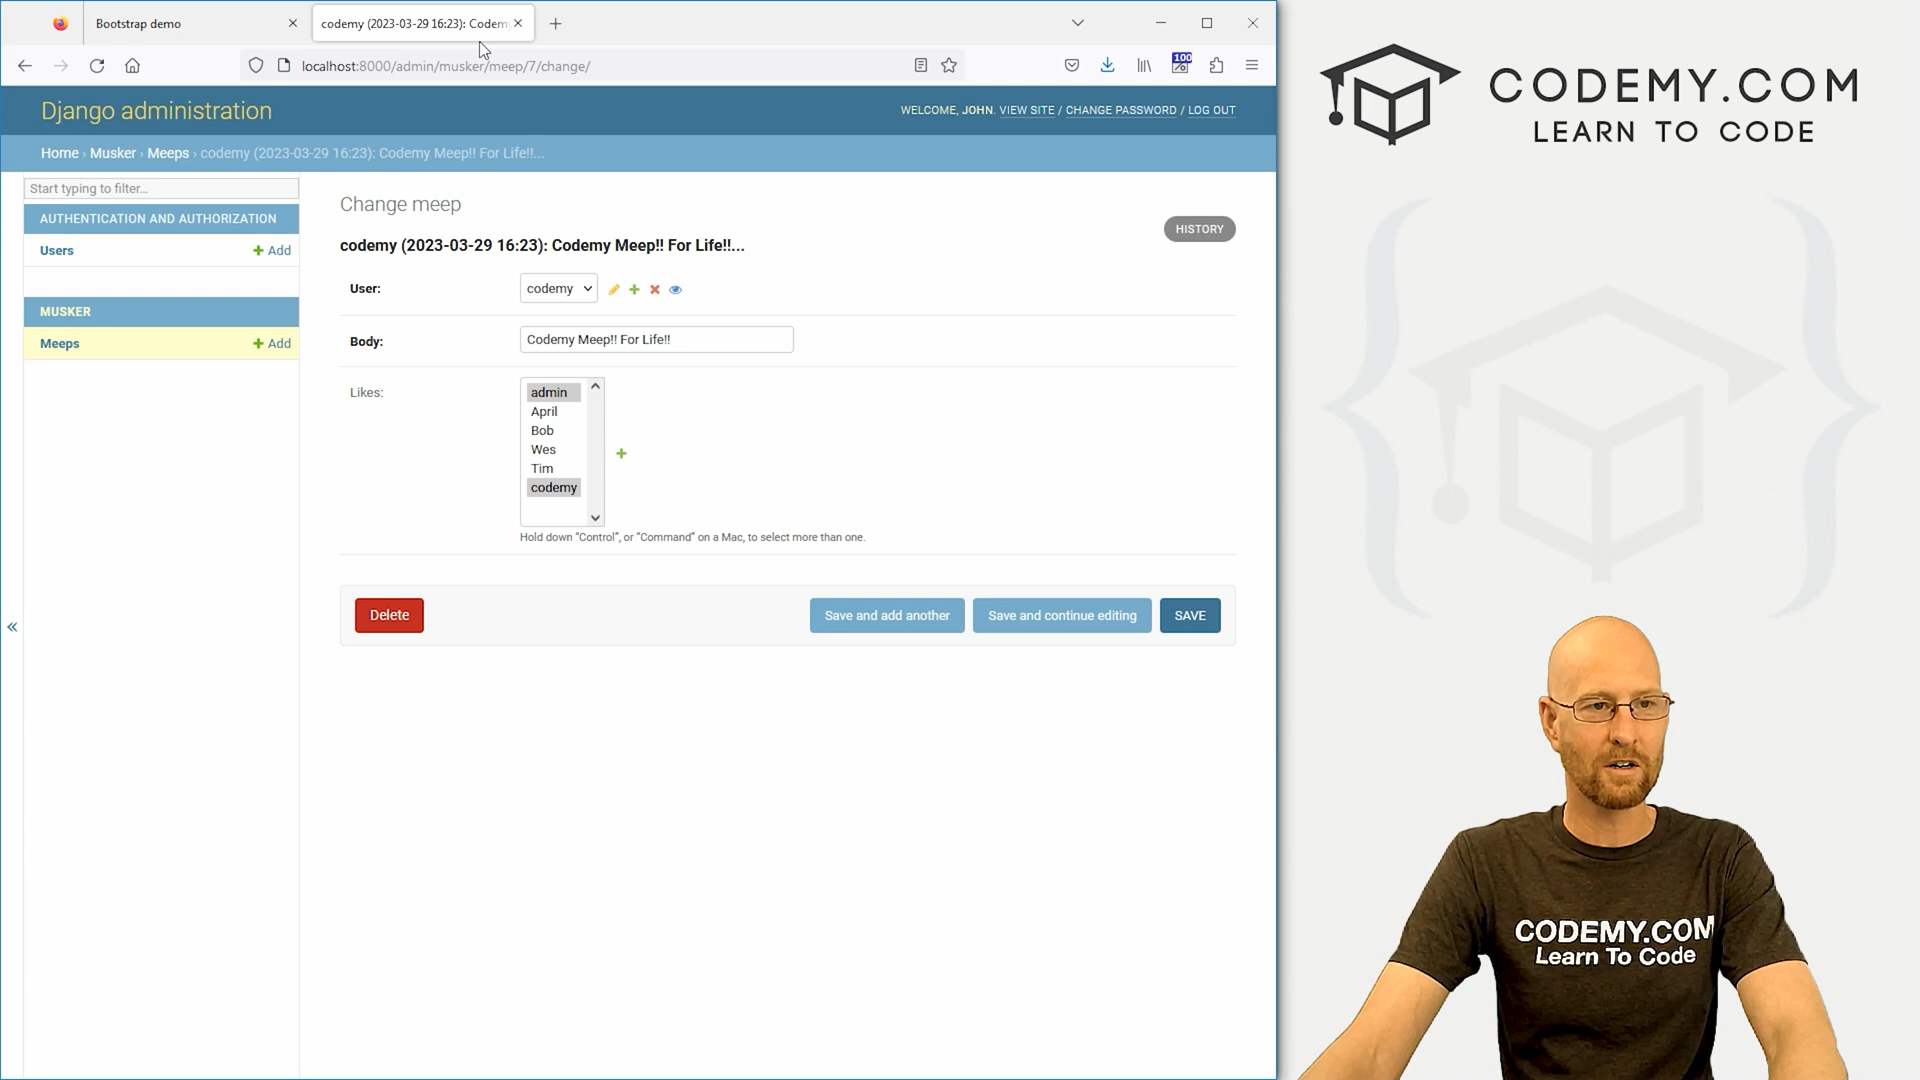 Bootstrap demo
codemy (2023-03-29 16:23): Codem
localhost:8000/admin/musker/meep/7/change/
100
Django administration
WELCOME, JOHN. VIEW SITE / CHANGE PASSWORD / LOG OUT
Home › Musker › Meeps › codemy (2023-03-29 16:23): Codemy Meep!! For Life!!...
Start typing to filter...
AUTHENTICATION AND AUTHORIZATION
Users
Add
MUSKER
Meeps
Add
Change meep
HISTORY
codemy (2023-03-29 16:23): Codemy Meep!! For Life!!...
User:
codemy
Body:
Codemy Meep!! For Life!!
Likes:
admin
April
Bob
Wes
Tim
codemy
Hold down “Control”, or “Command” on a Mac, to select more than one.
Delete
Save and add another
Save and continue editing
SAVE
CODEMY.COM
LEARN TO CODE
CODEMY.COM
Learn To Code